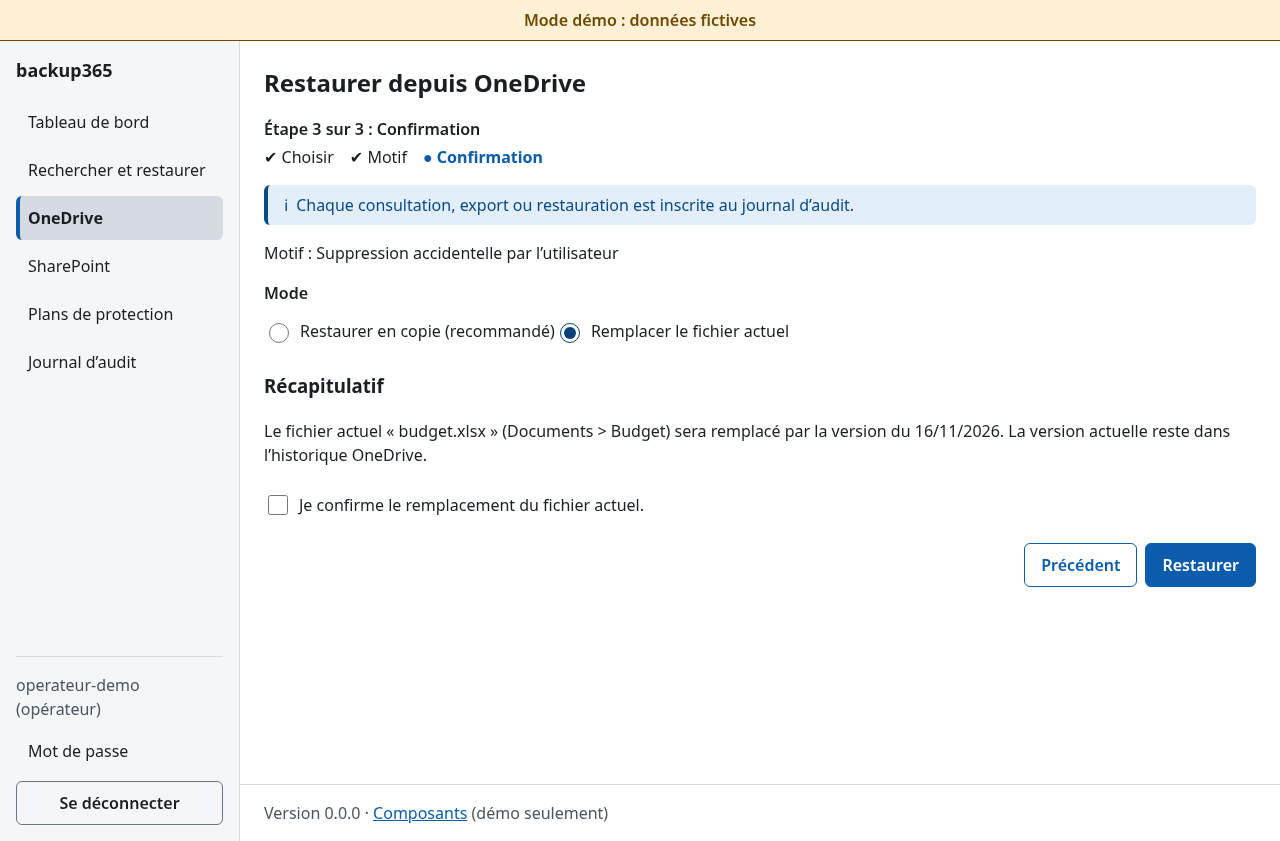 Mode démo : données fictives
backup365
Tableau de bord
Rechercher et restaurer
OneDrive
SharePoint
Plans de protection
Journal d’audit
operateur-demo
(opérateur)
Mot de passe
Se déconnecter
Restaurer depuis OneDrive
Étape 3 sur 3 : Confirmation
✔ Choisir ✔ Motif ● Confirmation
i Chaque consultation, export ou restauration est inscrite au journal d’audit.
Motif : Suppression accidentelle par l’utilisateur
Mode
Restaurer en copie (recommandé) Remplacer le fichier actuel
Récapitulatif
Le fichier actuel « budget.xlsx » (Documents > Budget) sera remplacé par la version du 16/11/2026. La version actuelle reste dans
l’historique OneDrive.
Je confirme le remplacement du fichier actuel.
Précédent Restaurer
Version 0.0.0 · Composants (démo seulement)